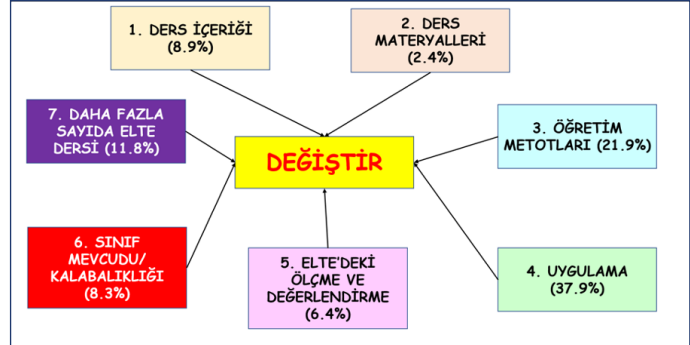 1. DERS İÇERİĞİ
(8.9%)
2. DERS
MATERYALLERİ
(2.4%)
7. DAHA FAZLA
SAYIDA ELTE
DERSİ (11.8%)
DEĞİŞTİR
3. ÖĞRETİM
METOTLARI (21.9%)
6. SINIF
MEVCUDU/
KALABALIKLIĞI
(8.3%)
5. ELTE'DEKİ
ÖLÇME VE
DEĞERLENDİRME
(6.4%)
4. UYGULAMA
(37.9%)